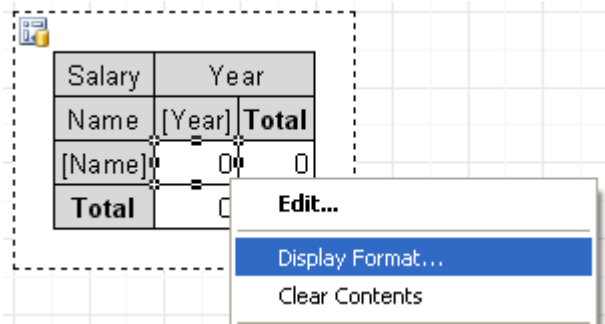 Salary Year
Name [Year] Total
[Name] 0 0
Total 0
Edit...
Display Format...
Clear Contents